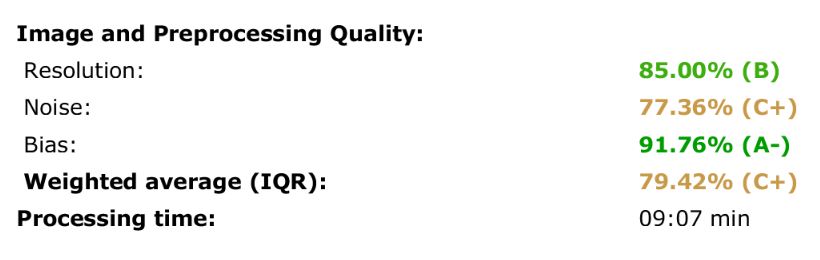 Image and Preprocessing Quality:
Resolution: 85.00% (B)
Noise: 77.36% (C+)
Bias: 91.76% (A-)
Weighted average (IQR): 79.42% (C+)
Processing time: 09:07 min